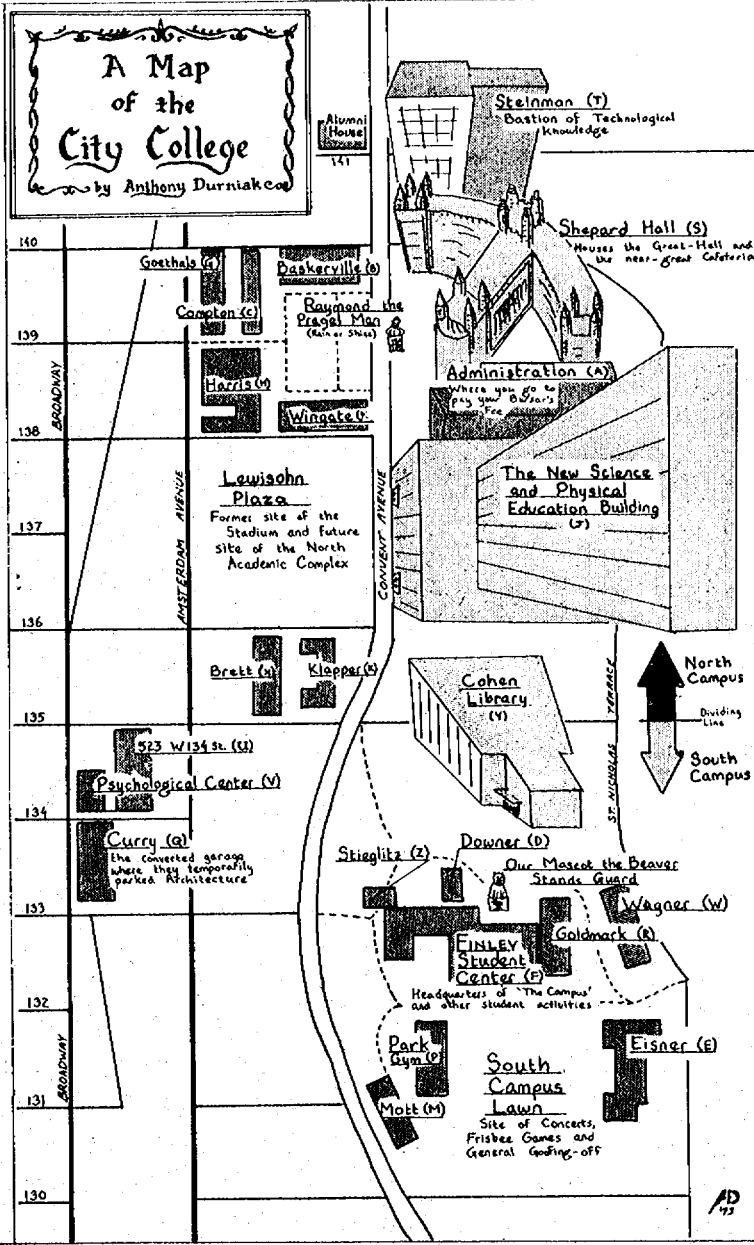 A Map
of the
City College
by Anthony Durniak
Alumni
House
141
Steinman (T)
Bastion of Technological
Knowledge
Shepard Hall (S)
Houses the Great-Hall and
the near-great Cafeteria
140
Goethals (G)
Baskerville (B)
Compton (C)
Raymond the
Pragel Man
(Rain or Shine)
139
Harris (H)
Administration (A)
Where you go to
pay your Bursar's
Fee
Wingate
138
BROADWAY
AMSTERDAM AVENUE
CONVENT AVENUE
Lewisohn
Plaza
Former site of the
Stadium and future
site of the North
Academic Complex
The New Science
and Physical
Education Building
(J)
137
136
Brett
Klapper (K)
Cohen
Library
(Y)
ST. NICHOLAS TERRACE
North
Campus
Dividing
Line
South
Campus
135
523 W 134 St. (U)
Psychological Center (V)
134
Curry (Q)
the converted garage
where they temporarily
parked Architecture
Stieglitz (Z)
Downer (D)
Our Mascot the Beaver
Stands Guard
Wagner (W)
133
Goldmark (R)
FINLEY
Student
Center (F)
Headquarters of 'The Campus'
and other student activities
132
BROADWAY
Park
Gym (P)
Eisner (E)
South
Campus
Lawn
Site of Concerts,
Frisbee Games and
General Goofing-off
Mott (M)
131
130
AD
'73